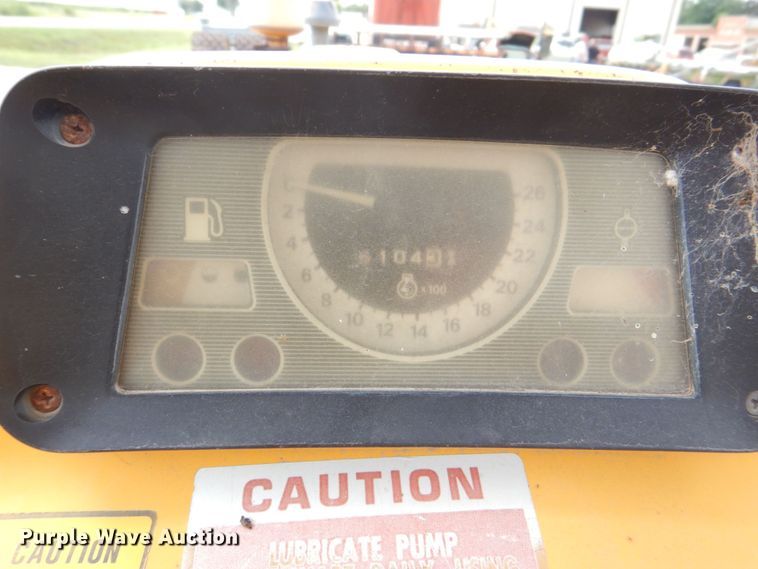 0
2
4
6
8
10
12
14
16
18
20
22
24
26
x100
CAUTION
LUBRICATE PUMP
CAUTION
Purple Wave Auction